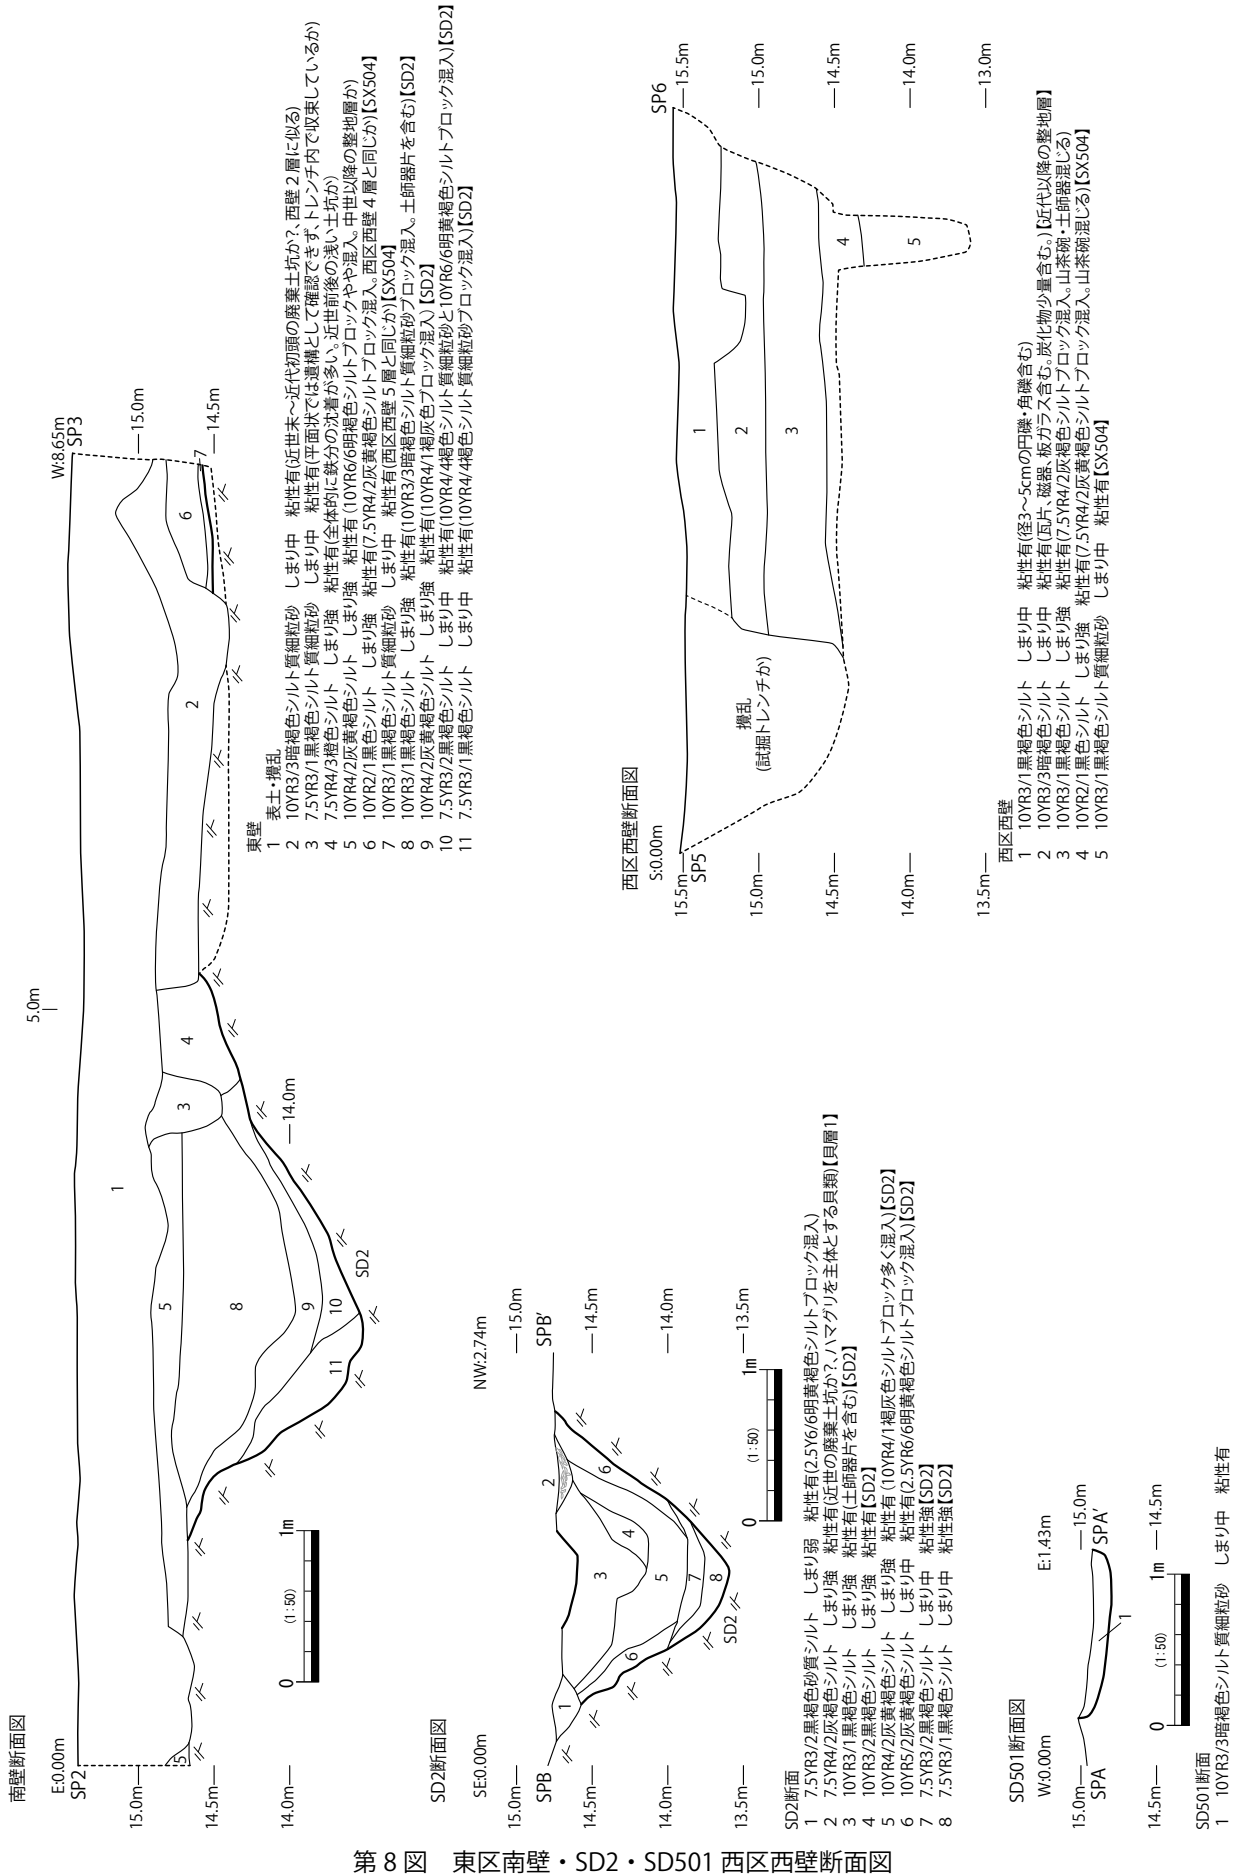 南壁断面図
E:0.00m
SP2
5.0m
W:8.65m
SP3
15.0m
14.5m
14.0m
15.0m
14.5m
14.0m
1
2
3
4
5
5
6
7
8
9
10
11
SD2
0
1m
(1:50)
東壁
1 表土・攪乱
2 10YR3/3暗褐色シルト質細粒砂 しまり中 粘性有(近世末〜近代初頭の廃棄土坑か?、西壁2層に似る)
3 7.5YR3/1黒褐色シルト質細粒砂 しまり中 粘性有(平面状では遺構として確認できず、トレンチ内で収束しているか)
4 7.5YR4/3橙色シルト しまり強 粘性有(全体的に鉄分の沈着が多い。近世前後の浅い土坑か)
5 10YR4/2灰黄褐色シルト しまり強 粘性有(10YR6/6明褐色シルトブロックやや混入。中世以降の整地層か)
6 10YR2/1黒色シルト しまり強 粘性有(7.5YR4/2灰黄褐色シルトブロック混入。西区西壁4層と同じか)【SX504】
7 10YR3/1黒褐色シルト質細粒砂 しまり中 粘性有(西区西壁5層と同じか)【SX504】
8 10YR3/1黒褐色シルト しまり強 粘性有(10YR3/3暗褐色シルト質細粒砂ブロック混入。土師器片を含む)【SD2】
9 10YR4/2灰黄褐色シルト しまり強 粘性有(10YR4/1褐灰色ブロック混入)【SD2】
10 7.5YR3/2黒褐色シルト しまり中 粘性有(10YR4/4褐色シルト質細粒砂と10YR6/6明黄褐色シルトブロック混入)【SD2】
11 7.5YR3/1黒褐色シルト しまり中 粘性有(10YR4/4褐色シルト質細粒砂ブロック混入)【SD2】
SD2断面図
SE:0.00m
NW:2.74m
15.0m
SPB
14.5m
14.0m
13.5m
15.0m
SPB'
14.5m
14.0m
13.5m
1
2
3
4
5
6
6
7
8
SD2
0
1m
(1:50)
SD2断面
1 7.5YR3/2黒褐色砂質シルト しまり弱 粘性有(2.5Y6/6明黄褐色シルトブロック混入)
2 7.5YR4/2灰褐色シルト しまり強 粘性有(近世の廃棄土坑か?、ハマグリを主体とする貝類)【貝層1】
3 10YR3/1黒褐色シルト しまり強 粘性有(土師器片を含む)【SD2】
4 10YR3/2黒褐色シルト しまり強 粘性有【SD2】
5 10YR4/2灰黄褐色シルト しまり強 粘性有(10YR4/1褐灰色シルトブロック多く混入)【SD2】
6 10YR5/2灰黄褐色シルト しまり中 粘性有(2.5YR6/6明黄褐色シルトブロック混入)【SD2】
7 7.5YR3/2黒褐色シルト しまり中 粘性強【SD2】
8 7.5YR3/1黒褐色シルト しまり中 粘性強【SD2】
SD501断面図
W:0.00m
E:1.43m
15.0m
SPA
14.5m
15.0m
SPA'
14.5m
1
0
1m
(1:50)
SD501断面
1 10YR3/3暗褐色シルト質細粒砂 しまり中 粘性有
西区西壁断面図
S:0.00m
15.5m
SP5
15.0m
14.5m
14.0m
13.5m
SP6
15.5m
15.0m
14.5m
14.0m
13.0m
攪乱
(試掘トレンチか)
1
2
3
4
5
西区西壁
1 10YR3/1黒褐色シルト しまり中 粘性有(径3〜5cmの円礫・角礫含む)
2 10YR3/3暗褐色シルト しまり中 粘性有(瓦片、磁器、板ガラス含む。炭化物少量含む。)【近代以降の整地層】
3 10YR3/1黒褐色シルト しまり強 粘性有(7.5YR4/2灰褐色シルトブロック混入。山茶碗・土師器混じる)
4 10YR2/1黒色シルト しまり強 粘性有(7.5YR4/2灰黄褐色シルトブロック混入。山茶碗混じる)【SX504】
5 10YR3/1黒褐色シルト質細粒砂 しまり中 粘性有【SX504】
第8図 東区南壁・SD2・SD501 西区西壁断面図